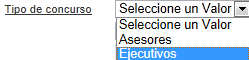 Tipo de concurso Seleccione un Valor
Seleccione un Valor
Asesores
Ejecutivos